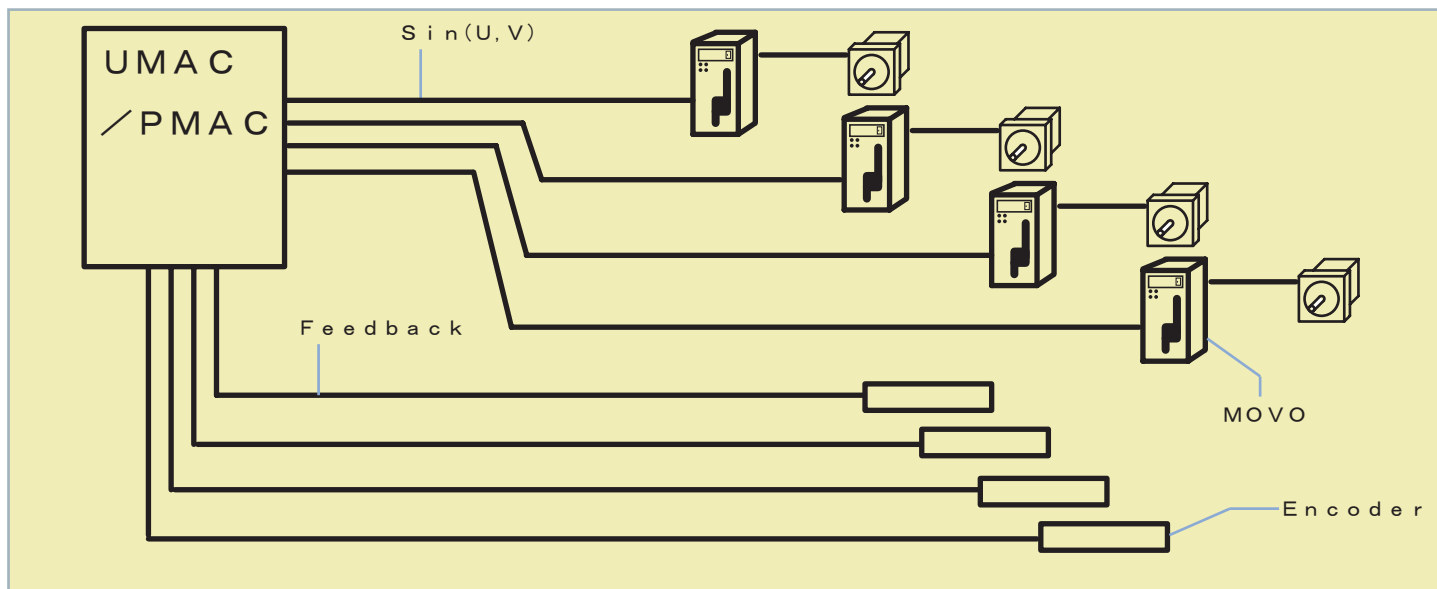 Sin(U,V)
UMAC
／PMAC
Feedback
MOVO
Encoder